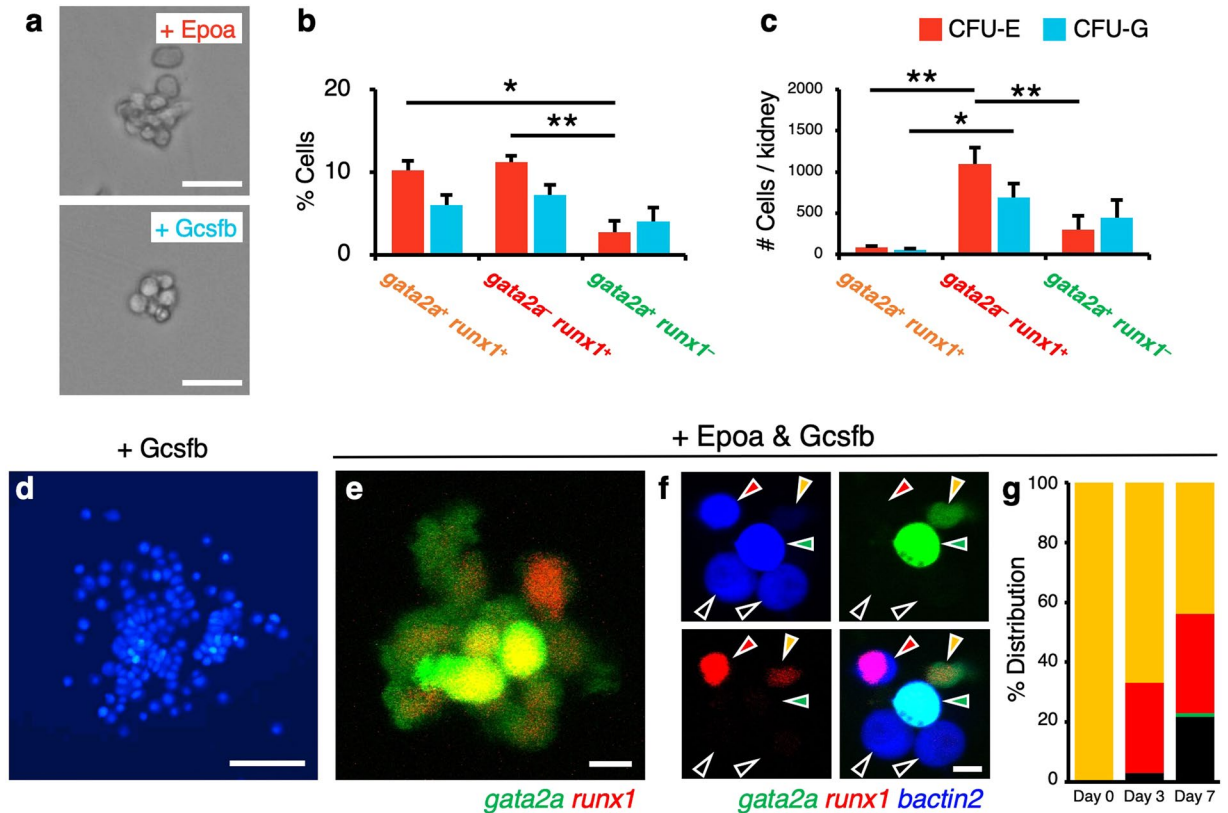 a
+ Epoa
+ Gcsfb
b
% Cells
20
10
0
*
**
gata2a⁺ runx1⁺
gata2a⁻ runx1⁺
gata2a⁺ runx1⁻
c
CFU-E CFU-G
# Cells / kidney
2000
1500
1000
500
0
** **
*
gata2a⁺ runx1⁺
gata2a⁻ runx1⁺
gata2a⁺ runx1⁻
+ Gcsfb
+ Epoa & Gcsfb
d
e
gata2a runx1
f
gata2a runx1 bactin2
g
% Distribution
100
80
60
40
20
0
Day 0 Day 3 Day 7